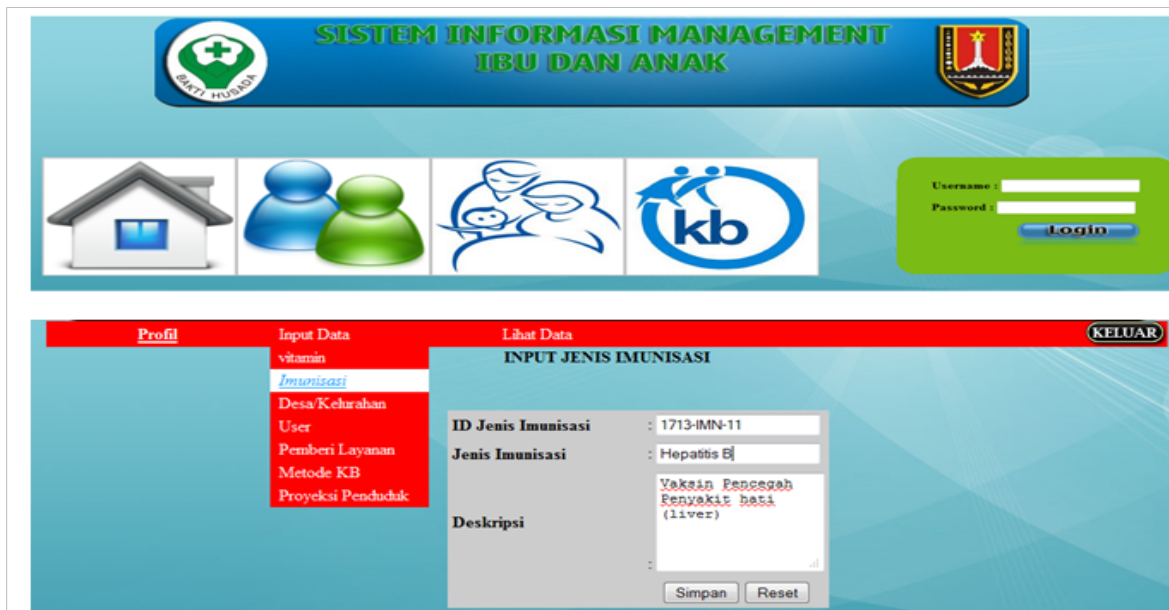 SISTEM INFORMASI MANAGEMENT
IBU DAN ANAK
BAKTI HUSADA
kb
Username :
Password :
Login
Profil Input Data Lihat Data KELUAR
vitamin
Imunisasi
Desa/Kelurahan
User
Pemberi Layanan
Metode KB
Proyeksi Penduduk
INPUT JENIS IMUNISASI
ID Jenis Imunisasi : 1713-IMN-11
Jenis Imunisasi : Hepatitis B
Deskripsi : Vaksin Pencegah
Penyakit hati
(liver)
Simpan Reset